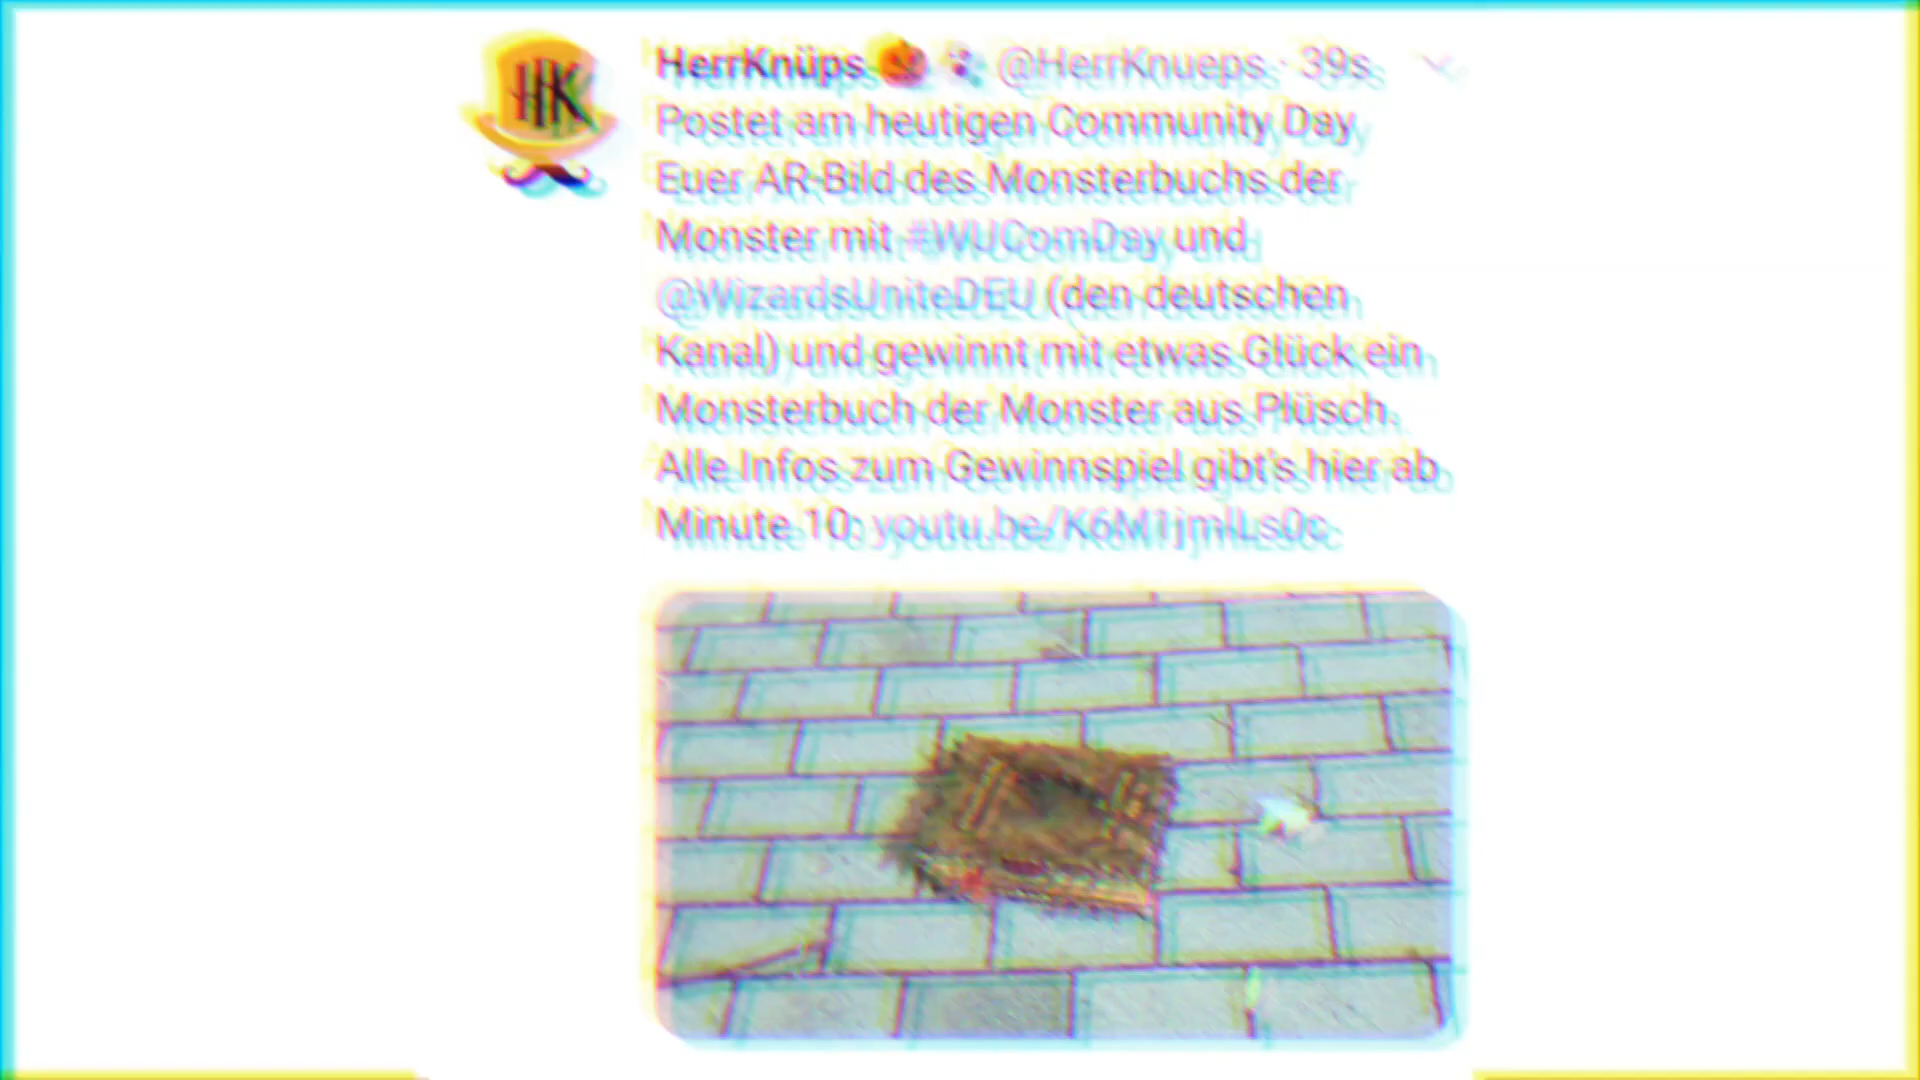 HK
HerrKnüps @HerrKnueps · 39s
Postet am heutigen Community Day
Euer AR-Bild des Monsterbuchs der
Monster mit #WUComDay und
@WizardsUniteDEU (den deutschen
Kanal) und gewinnt mit etwas Glück ein
Monsterbuch der Monster aus Plüsch.
Alle Infos zum Gewinnspiel gibt's hier ab
Minute 10: youtu.be/K6M1jmlLs0c